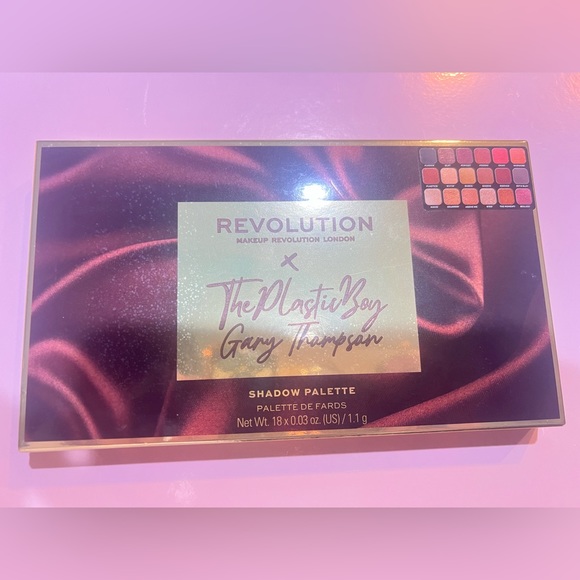 REVOLUTION
MAKEUP REVOLUTION LONDON
X
ThePlasticBoy
Gary Thompson
SHADOW PALETTE
PALETTE DE FARDS
Net Wt. 18 x 0.03 oz. (US) / 1.1 g